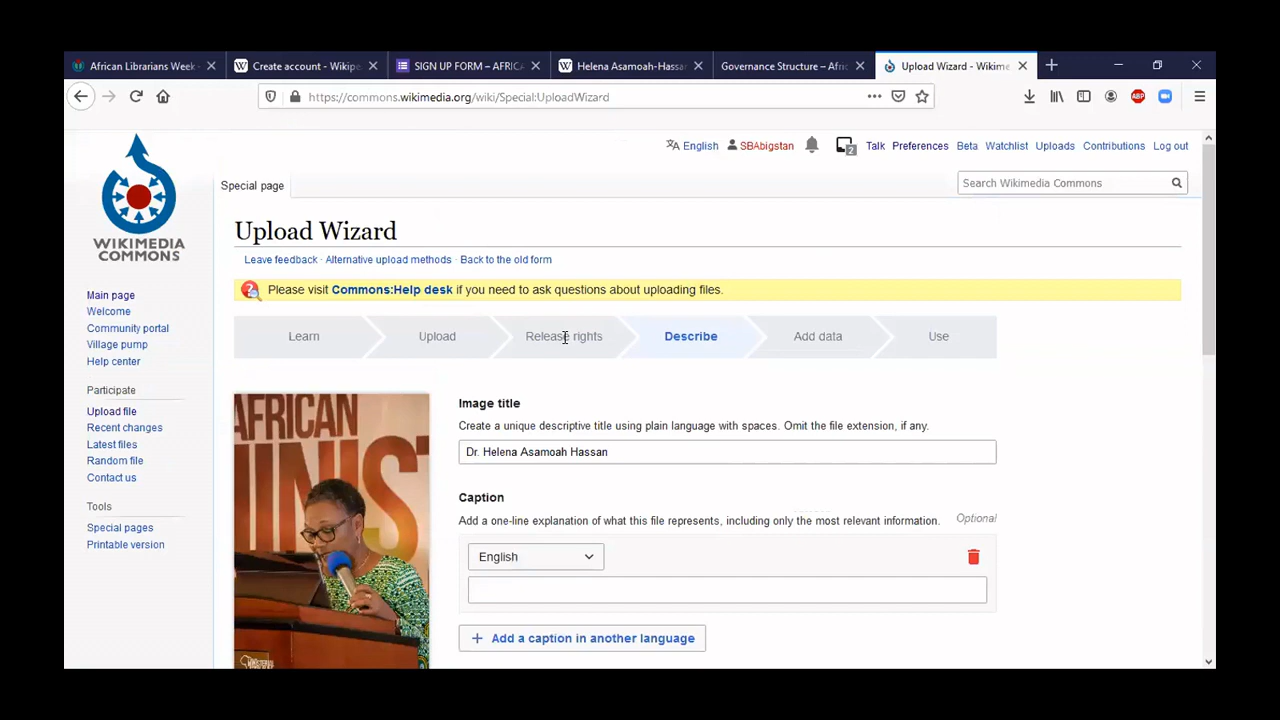 African Librarians Week
Create account - Wikip
SIGN UP FORM – AFRICA
Helena Asamoah-Hassan
Governance Structure – Afric
Upload Wizard - Wikime
https://commons.wikimedia.org/wiki/Special:UploadWizard
ABP
English SBAbigstan 2 Talk Preferences Beta Watchlist Uploads Contributions Log out
Special page
Search Wikimedia Commons
WIKIMEDIA
COMMONS
Main page
Welcome
Community portal
Village pump
Help center
Participate
Upload file
Recent changes
Latest files
Random file
Contact us
Tools
Special pages
Printable version
Upload Wizard
Leave feedback · Alternative upload methods · Back to the old form
Please visit Commons:Help desk if you need to ask questions about uploading files.
Learn Upload Release rights Describe Add data Use
AFRICAN
INIST
Image title
Create a unique descriptive title using plain language with spaces. Omit the file extension, if any.
Dr. Helena Asamoah Hassan
Caption
Add a one-line explanation of what this file represents, including only the most relevant information.
Optional
English
+ Add a caption in another language